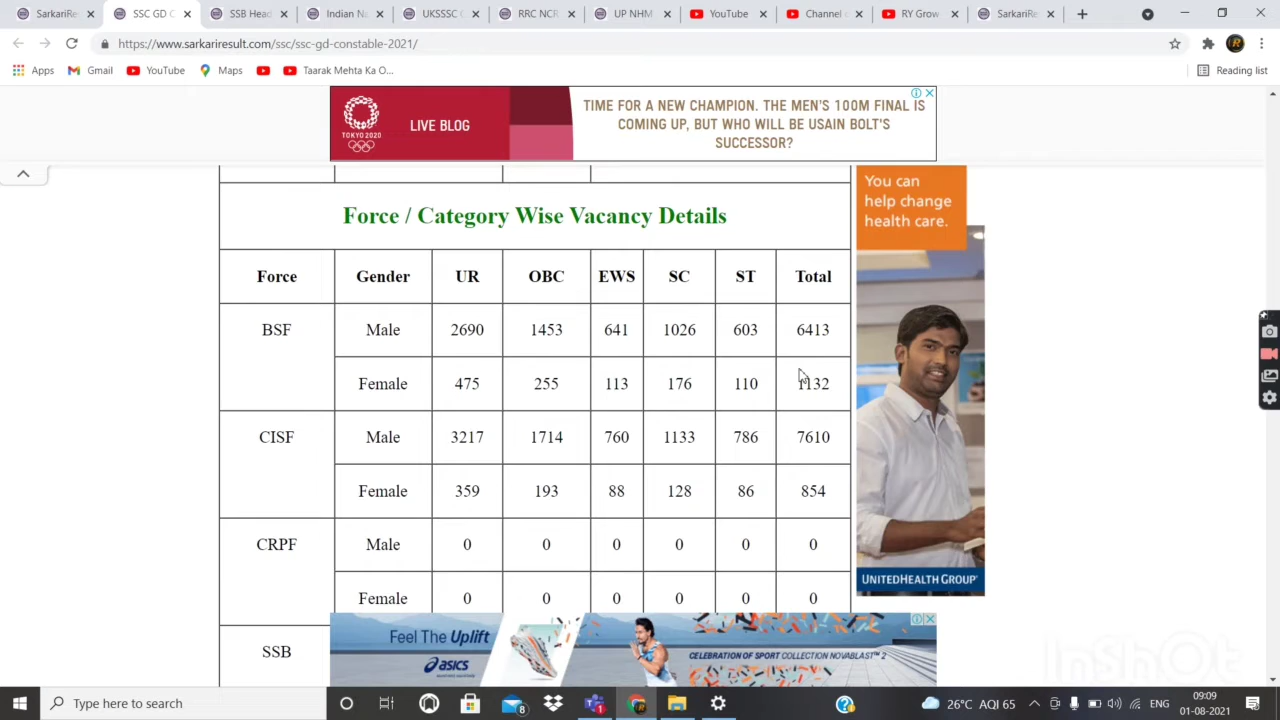 Sarkari Res
SSC GD C
SSB Head
Indian Na
UKSSSC G
RRC NCR
UP NHM
YouTube
Channel c
RY Grow
SarkariRe
https://www.sarkariresult.com/ssc/ssc-gd-constable-2021/
Apps
Gmail
YouTube
Maps
Taarak Mehta Ka O...
Reading list
TOKYO 2020
LIVE BLOG
TIME FOR A NEW CHAMPION. THE MEN'S 100M FINAL IS
COMING UP, BUT WHO WILL BE USAIN BOLT'S
SUCCESSOR?
You can
help change
health care.
UNITEDHEALTH GROUP
Force / Category Wise Vacancy Details
Force Gender UR OBC EWS SC ST Total
BSF Male 2690 1453 641 1026 603 6413
Female 475 255 113 176 110 1132
CISF Male 3217 1714 760 1133 786 7610
Female 359 193 88 128 86 854
CRPF Male 0 0 0 0 0 0
Female 0 0 0 0 0 0
SSB
Feel The Uplift
asics
CELEBRATION OF SPORT COLLECTION NOVABLAST™ 2
InShOt
Type here to search
26°C AQI 65
ENG
09:09
01-08-2021